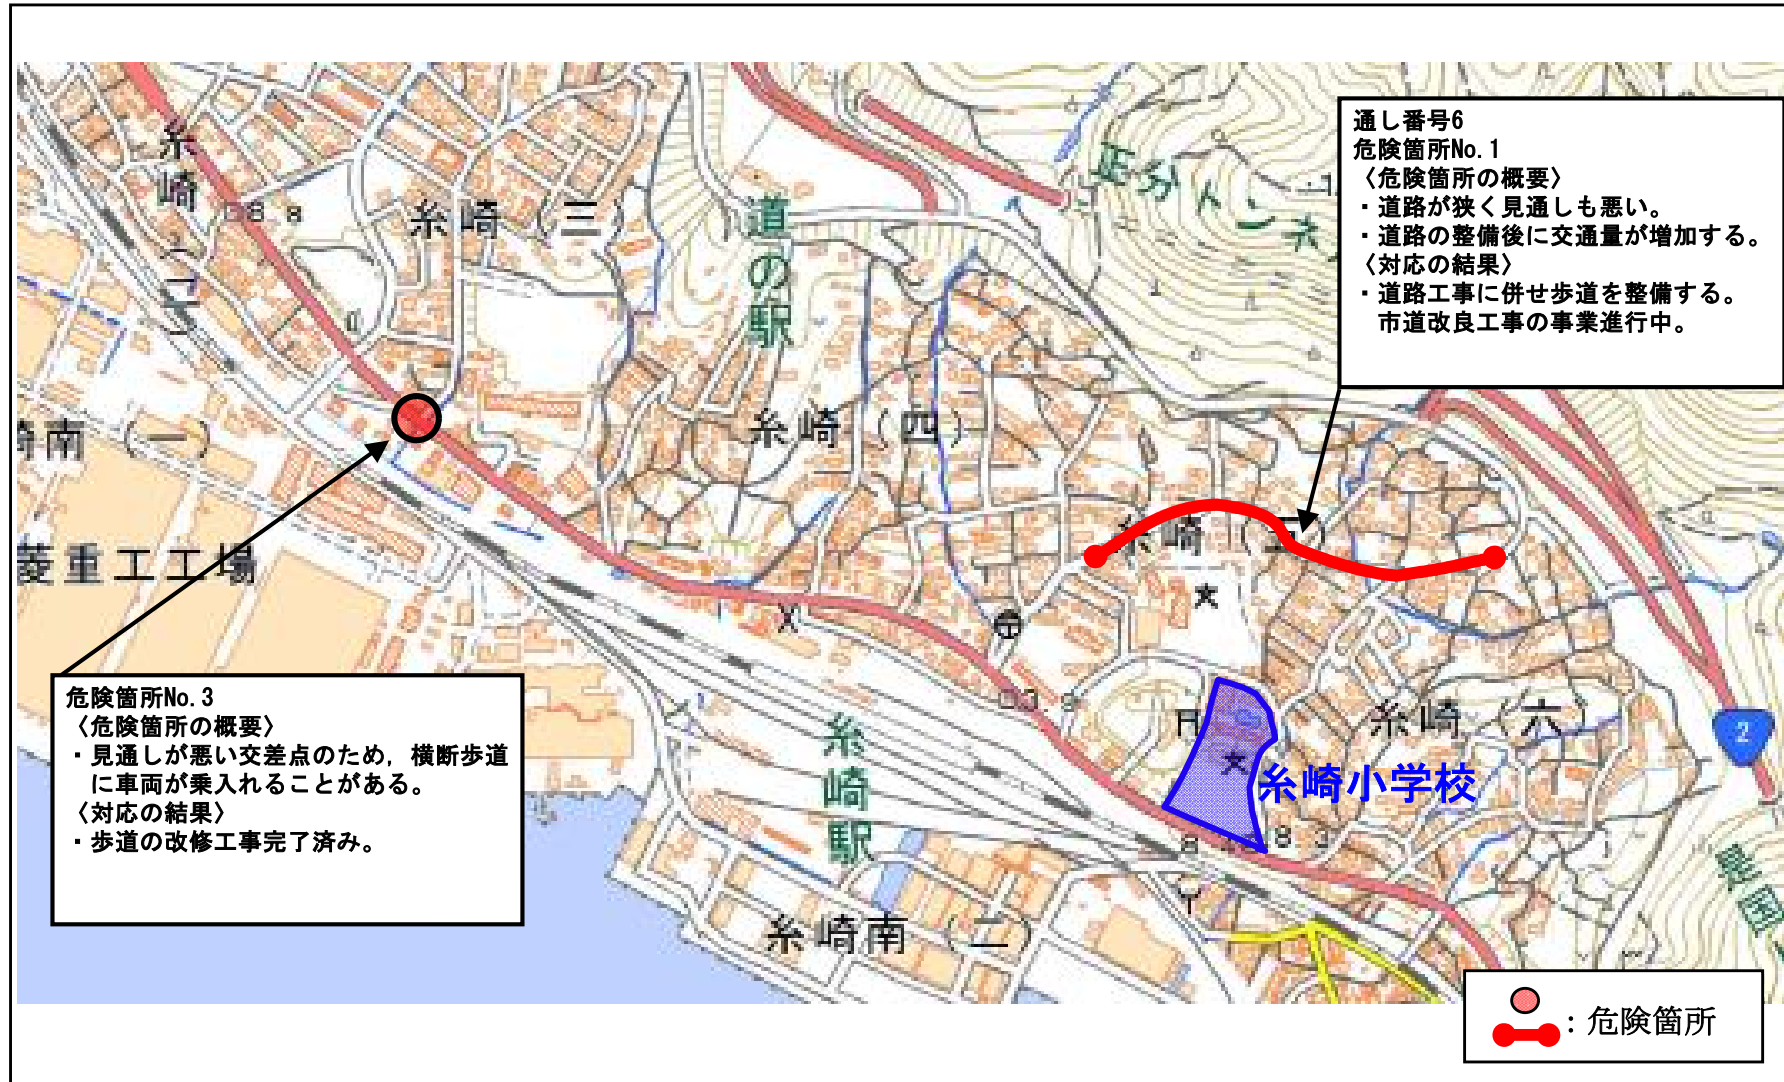 通し番号6
危険箇所No.1
〈危険箇所の概要〉
・道路が狭く見通しも悪い。
・道路の整備後に交通量が増加する。
〈対応の結果〉
・道路工事に併せ歩道を整備する。
市道改良工事の事業進行中。
糸崎(二)
8.8
糸崎(三)
道の駅
糸崎(四)
崎南(一)
菱重工工場
糸崎(五)
危険箇所No.3
〈危険箇所の概要〉
・見通しが悪い交差点のため，横断歩道
に車両が乗入れることがある。
〈対応の結果〉
・歩道の改修工事完了済み。
糸崎駅
糸崎(六)
2
糸崎小学校
糸崎南(二)
：危険箇所